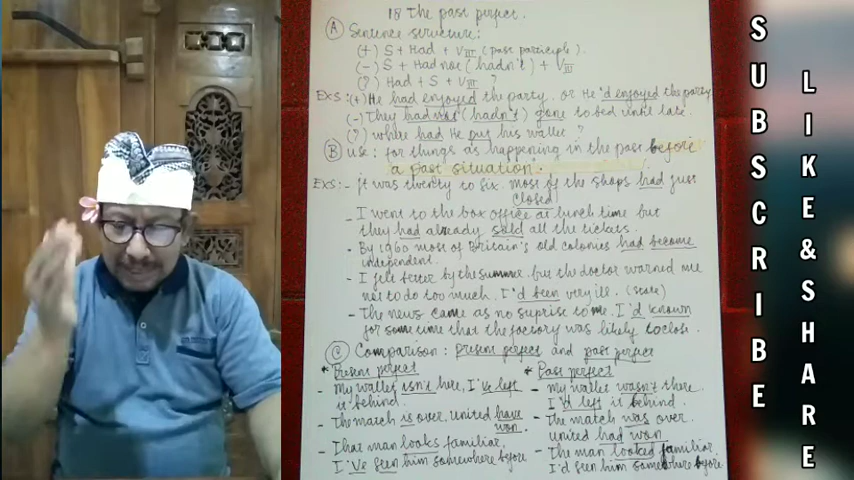 18 The past perfect.
(A) Sentence structure:
(+) S + Had + VIII (past participle).
(-) S + Had not (hadn't) + VIII
(?) Had + S + VIII ?
EXS: (+) He had enjoyed the party. or He'd enjoyed the party
(-) They had not (hadn't) gone to bed until late.
(?) where had He put his wallet ?
(B) Use: for things as happening in the past before
a past situation.
EXS: - It was twenty to six. most of the shops had just
closed
- I went to the box office at lunch time but
they had already sold all the tickets.
- By 1960 most of Britain's old colonies had become
independent.
- I felt better by the summer. but the doctor warned me
not to do too much. I'd been very ill. (state)
- The news came as no suprise to me. I'd known
for some time that the factory was likely to close.
(C) Comparison: present perfect and past perfect
* Present perfect
- My wallet isn't here, I've left
it behind.
- The match is over. united have
won.
- That man looks familiar.
I've seen him somewhere before
* Past perfect
- My wallet wasn't there.
I'd left it behind.
- The match was over.
united had won
- The man looked familiar.
I'd seen him somewhere before
SUBSCRIBE
LIKE & SHARE